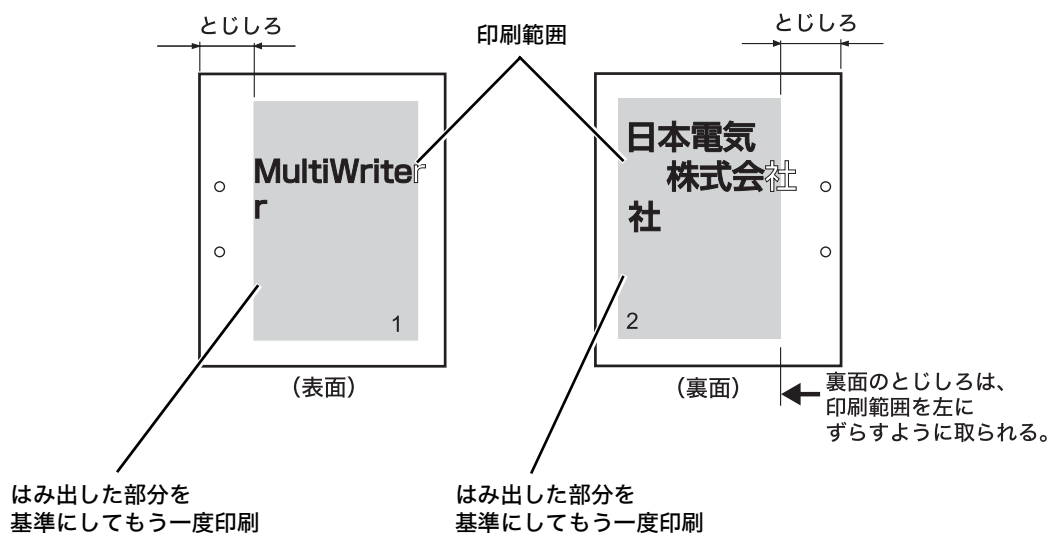 とじしろ
印刷範囲
とじしろ
MultiWriter
r
1
（表面）
日本電気
株式会社
社
2
（裏面）
裏面のとじしろは、
印刷範囲を左に
ずらすように取られる。
はみ出した部分を
基準にしてもう一度印刷
はみ出した部分を
基準にしてもう一度印刷